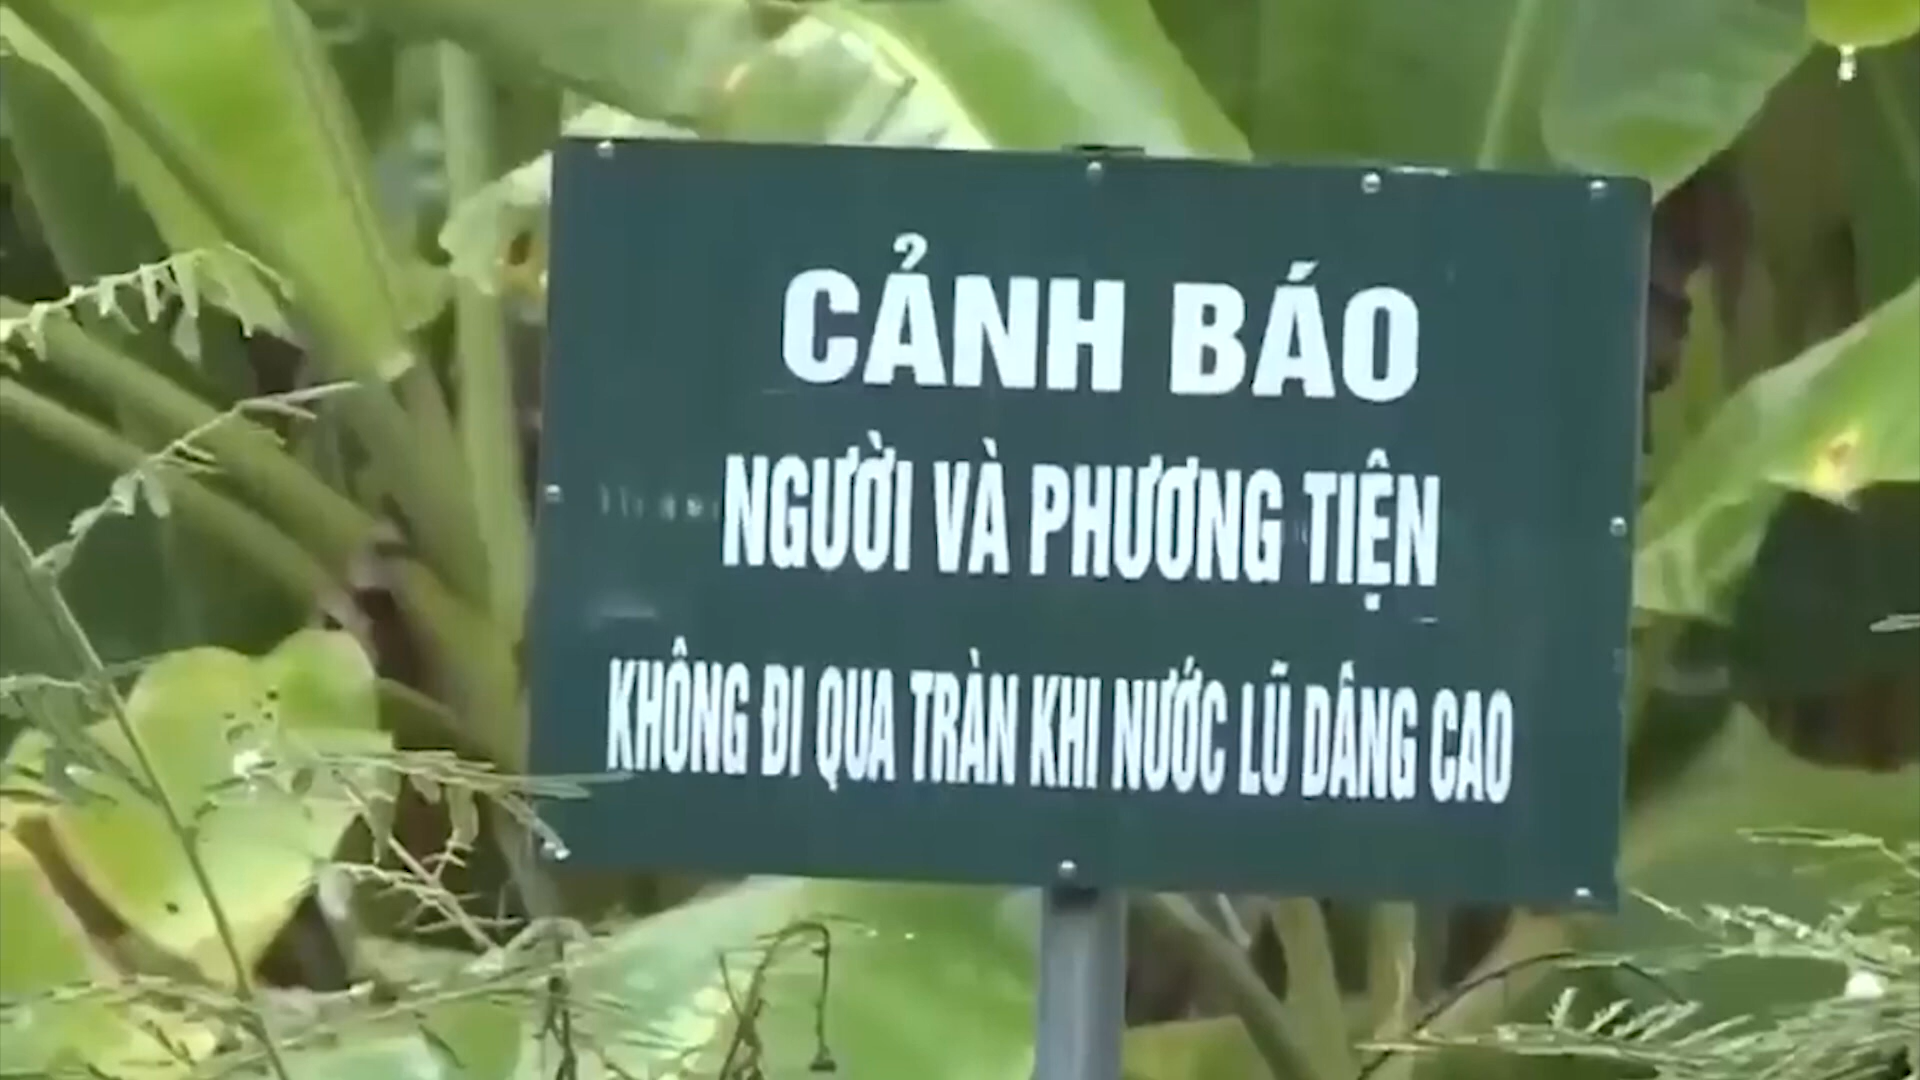 CẢNH BÁO
NGƯỜI VÀ PHƯƠNG TIỆN
KHÔNG ĐI QUA TRÀN KHI NƯỚC LŨ DÂNG CAO